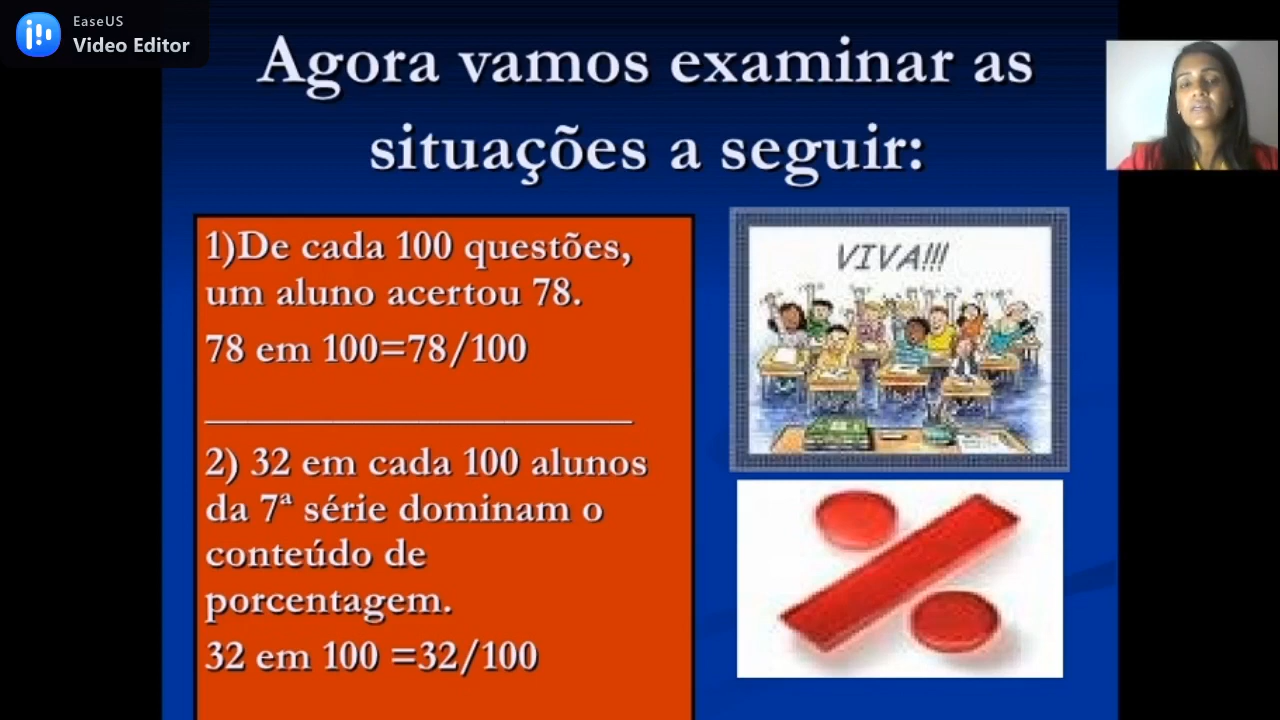 EaseUS
Video Editor
Agora vamos examinar as
situações a seguir:
1)De cada 100 questões,
um aluno acertou 78.
78 em 100=78/100
2) 32 em cada 100 alunos
da 7ª série dominam o
conteúdo de
porcentagem.
32 em 100 =32/100
VIVA!!!
%